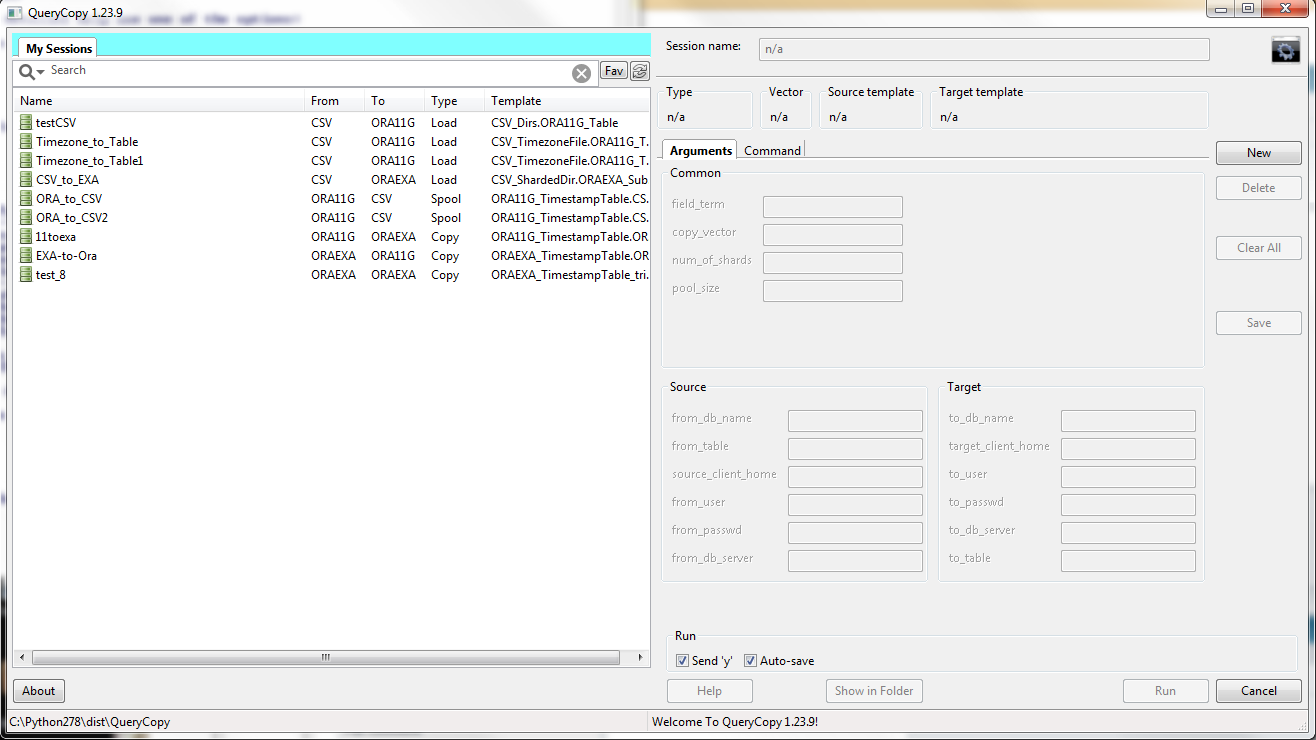 QueryCopy 1.23.9
My Sessions
Search
Fav
Name From To Type Template
testCSV CSV ORA11G Load CSV_Dirs.ORA11G_Table
Timezone_to_Table CSV ORA11G Load CSV_TimezoneFile.ORA11G_T...
Timezone_to_Table1 CSV ORA11G Load CSV_TimezoneFile.ORA11G_T...
CSV_to_EXA CSV ORAEXA Load CSV_ShardedDir.ORAEXA_Sub
ORA_to_CSV ORA11G CSV Spool ORA11G_TimestampTable.CS...
ORA_to_CSV2 ORA11G CSV Spool ORA11G_TimestampTable.CS...
11toexa ORA11G ORAEXA Copy ORA11G_TimestampTable.OR
EXA-to-Ora ORAEXA ORA11G Copy ORAEXA_TimestampTable.OR
test_8 ORAEXA ORAEXA Copy ORAEXA_TimestampTable_tri...
About
Session name: n/a
Type Vector Source template Target template
n/a n/a n/a n/a
Arguments Command
Common
field_term
copy_vector
num_of_shards
pool_size
New
Delete
Clear All
Save
Source
from_db_name
from_table
source_client_home
from_user
from_passwd
from_db_server
Target
to_db_name
target_client_home
to_user
to_passwd
to_db_server
to_table
Run
Send 'y' Auto-save
Help Show in Folder Run Cancel
C:\Python278\dist\QueryCopy Welcome To QueryCopy 1.23.9!